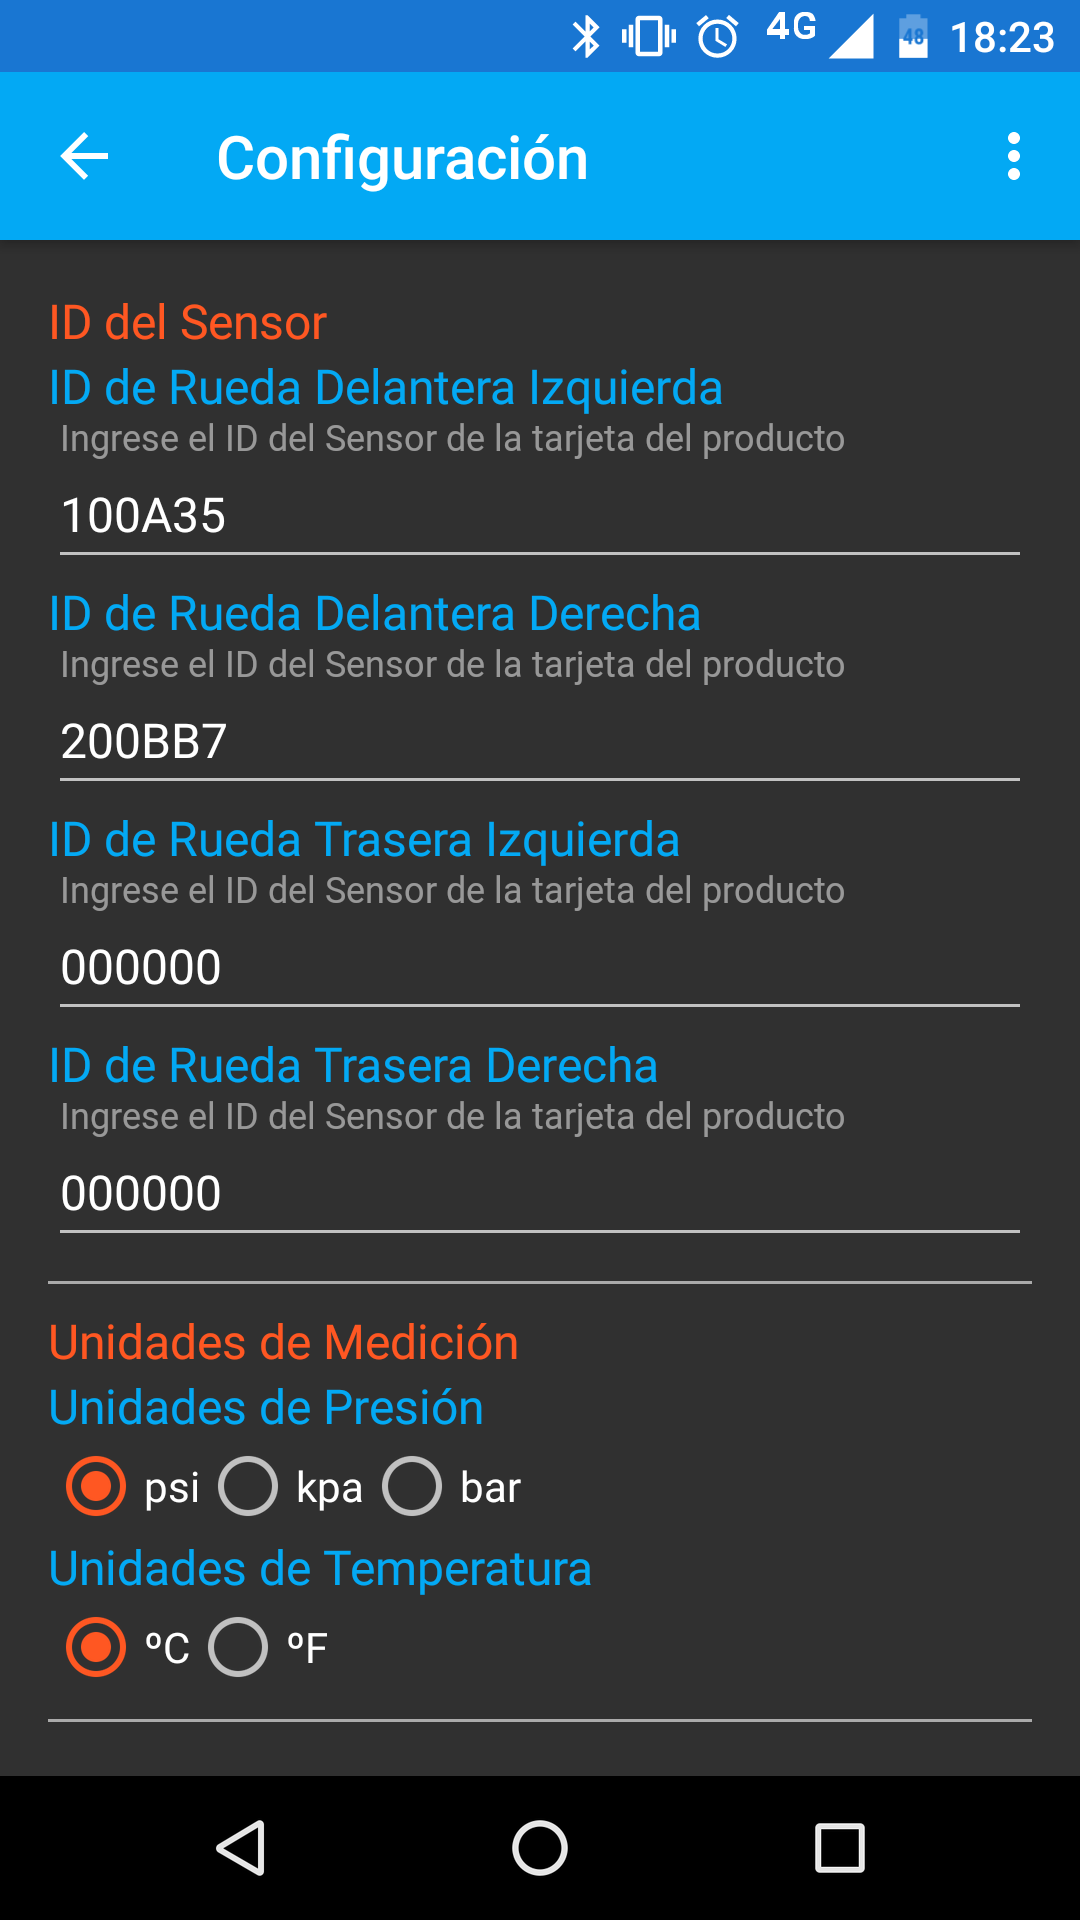 4G 48 18:23
Configuración
ID del Sensor
ID de Rueda Delantera Izquierda
Ingrese el ID del Sensor de la tarjeta del producto
100A35
ID de Rueda Delantera Derecha
Ingrese el ID del Sensor de la tarjeta del producto
200BB7
ID de Rueda Trasera Izquierda
Ingrese el ID del Sensor de la tarjeta del producto
000000
ID de Rueda Trasera Derecha
Ingrese el ID del Sensor de la tarjeta del producto
000000
Unidades de Medición
Unidades de Presión
psi kpa bar
Unidades de Temperatura
ºC ºF